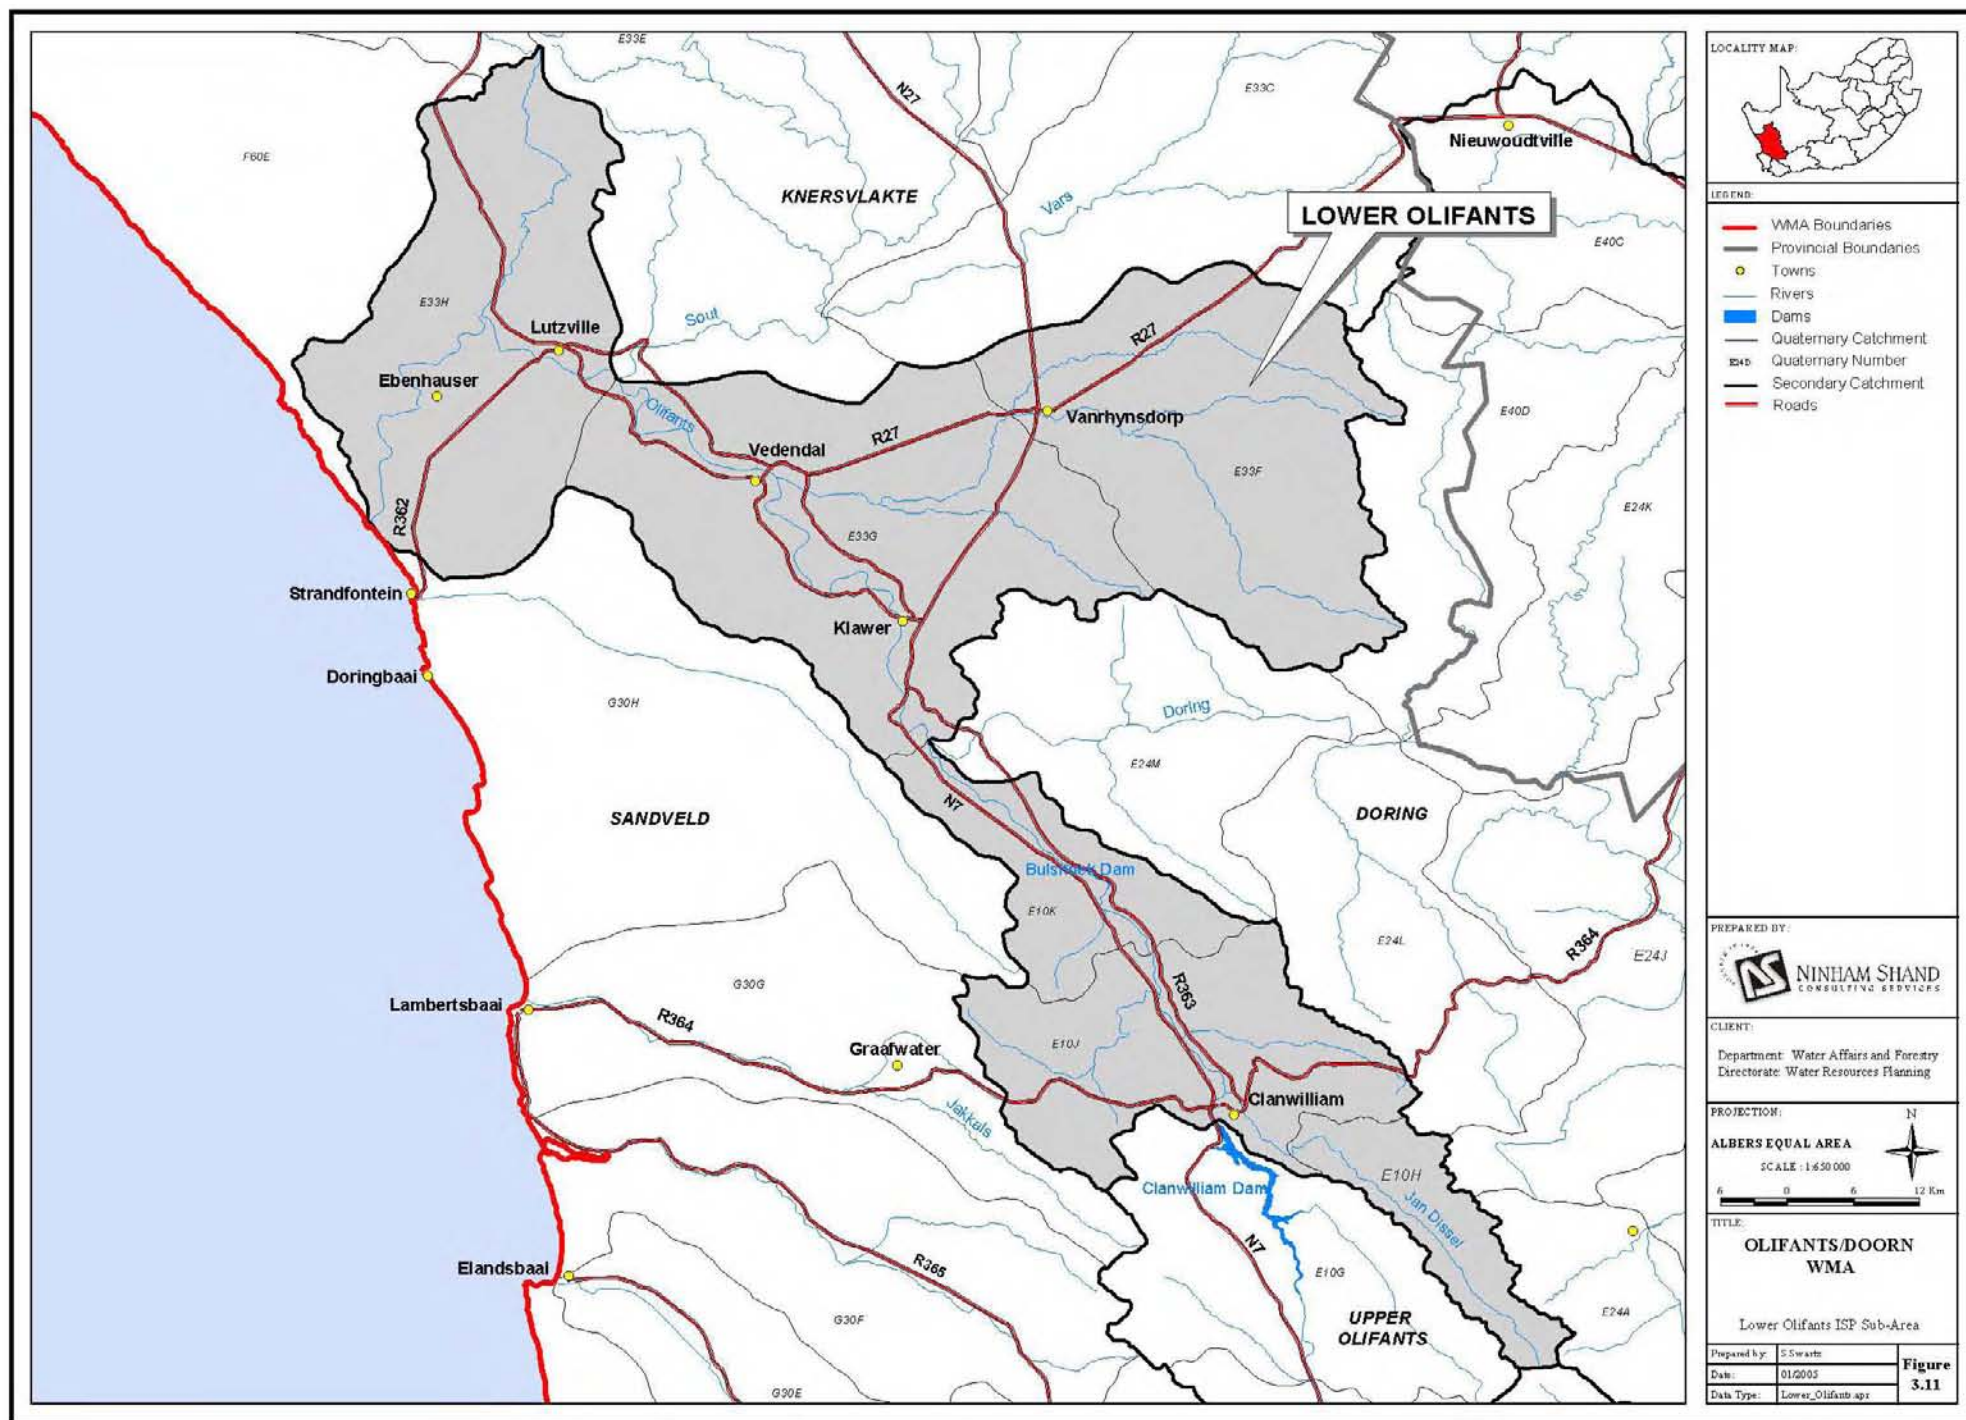 E33E
N27
E33C
F60E
Nieuwoudtville
KNERSVLAKTE
Vars
LOWER OLIFANTS
E40C
E33H
Sout
Lutzville
R27
Ebenhauser
Olifants
E40D
Vanrhynsdorp
R27
Vedendal
E33F
R362
E24K
E33G
Strandfontein
Klawer
Doringbaai
G30H
Doring
E24M
N7
SANDVELD
DORING
Dam
E10K
E24L
R364
E24J
G30G
R363
Lambertsbaai
R364
E10J
Graafwater
Clanwilliam
Jakkals
E10H
Clanwilliam Dam
Jan Dissel
N7
R365
Elandsbaai
E10G
E24A
G30F
UPPER
OLIFANTS
G30E
LOCALITY MAP:
LEGEND:
WMA Boundaries
Provincial Boundaries
Towns
Rivers
Dams
Quaternary Catchment
E24D Quaternary Number
Secondary Catchment
Roads
PREPARED BY:
NS
NINHAM SHAND
CONSULTING SERVICES
CLIENT:
Department: Water Affairs and Forestry
Directorate: Water Resources Planning
PROJECTION:
N
ALBERS EQUAL AREA
SCALE : 1:650 000
6 0 6 12 Km
TITLE:
OLIFANTS/DOORN
WMA
Lower Olifants ISP Sub-Area
Prepared by: S Swartz
Date: 01/2005
Data Type: Lower_Olifants.apr
Figure
3.11